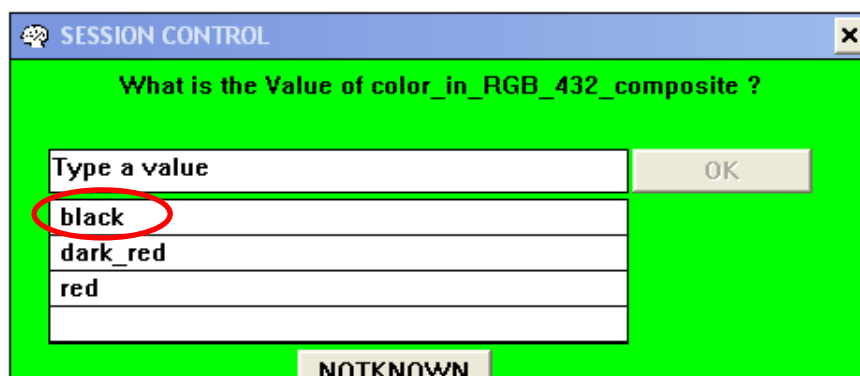 SESSION CONTROL
What is the Value of color_in_RGB_432_composite ?
Type a value
OK
black
dark_red
red
NOTKNOWN